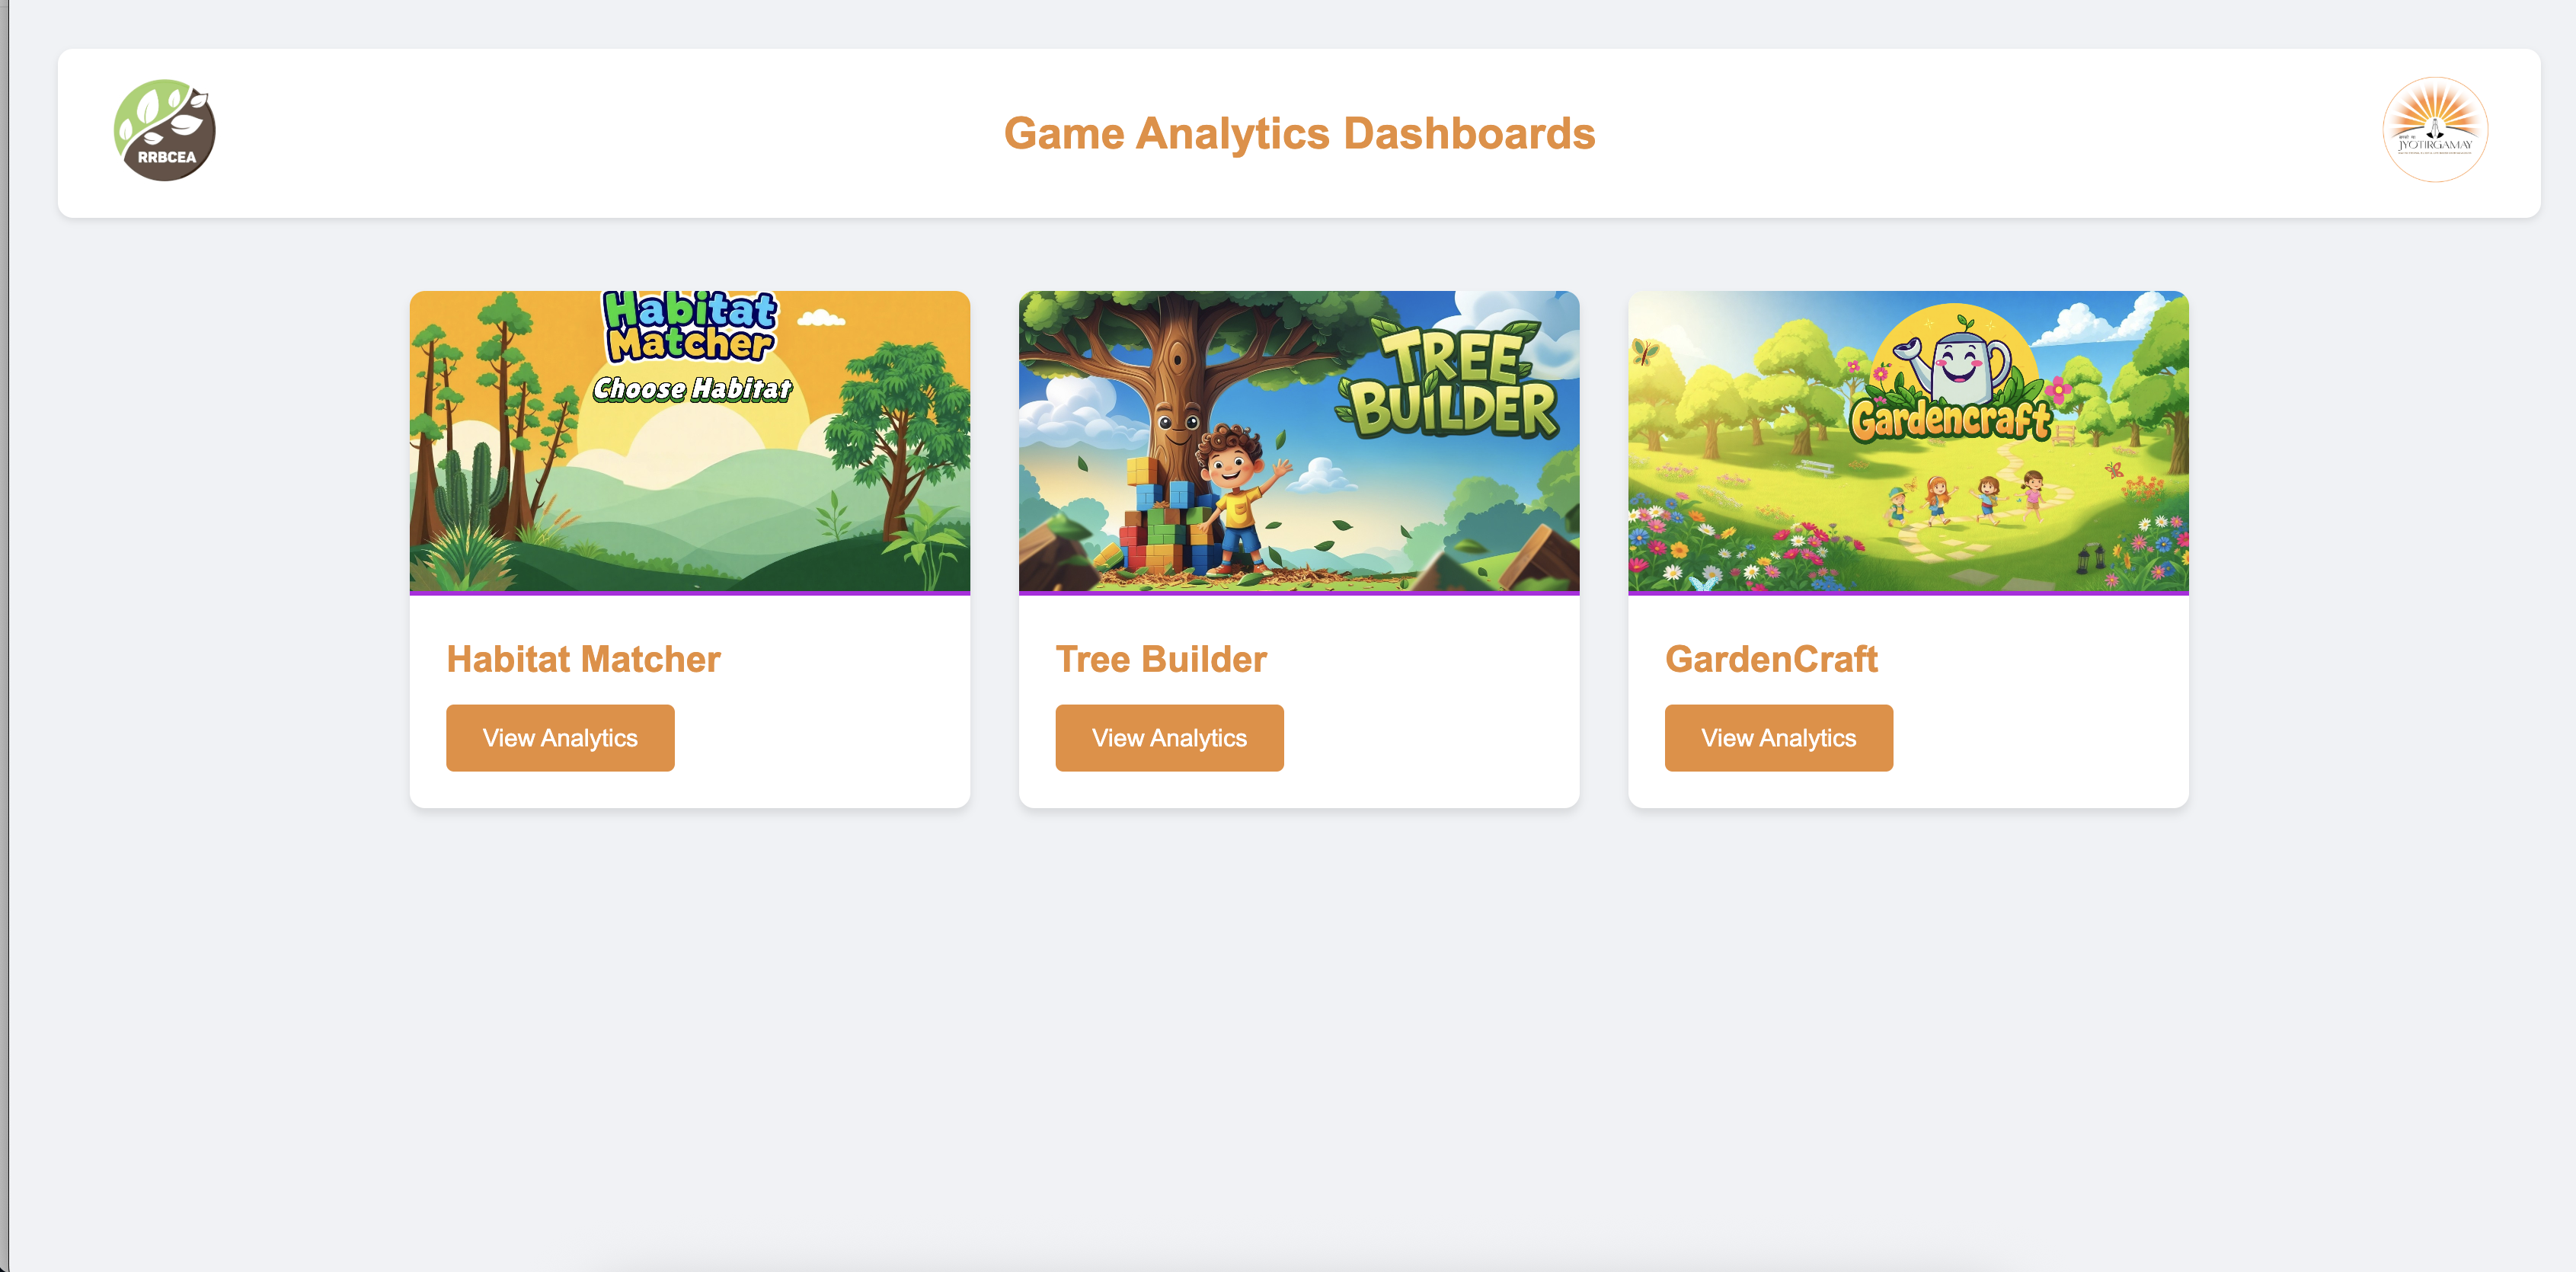 RRBCEA
Game Analytics Dashboards
JYOTIRGAMAY
Habitat
Matcher
Choose Habitat
TREE
BUILDER
Gardencraft
Habitat Matcher
Tree Builder
GardenCraft
View Analytics
View Analytics
View Analytics